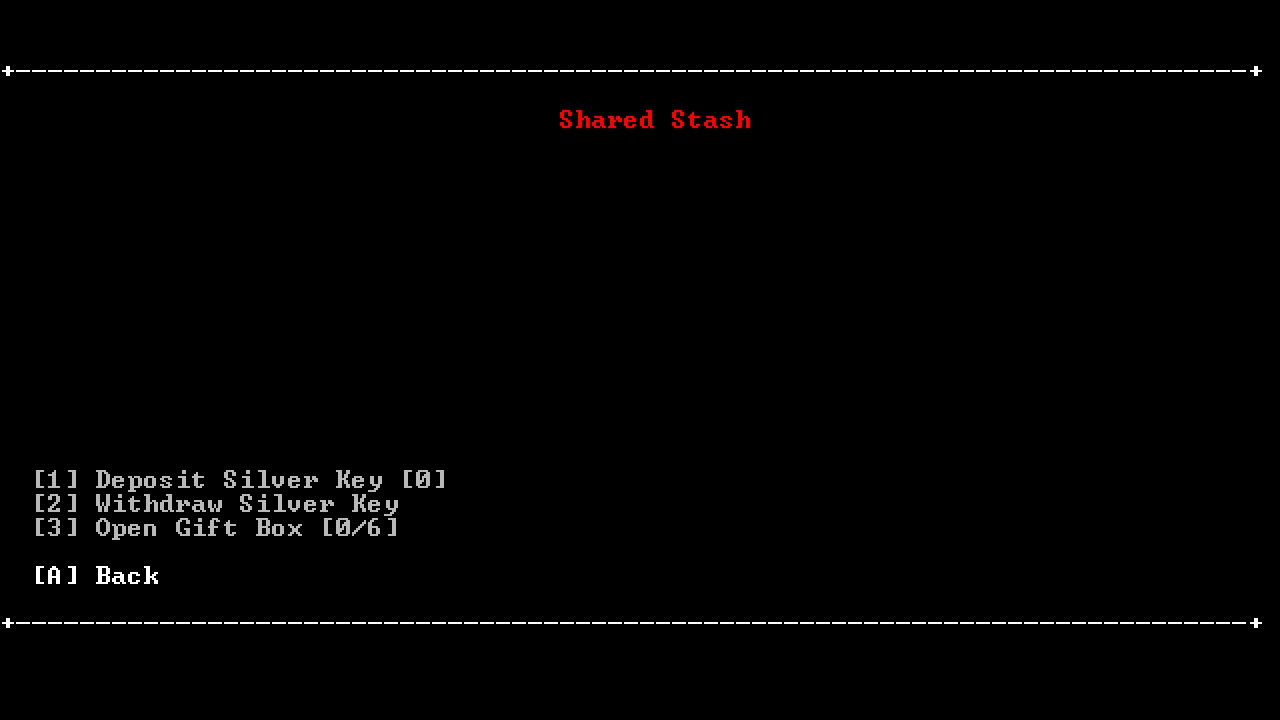 Shared Stash
[1] Deposit Silver Key [0]
[2] Withdraw Silver Key
[3] Open Gift Box [0/6]
[A] Back